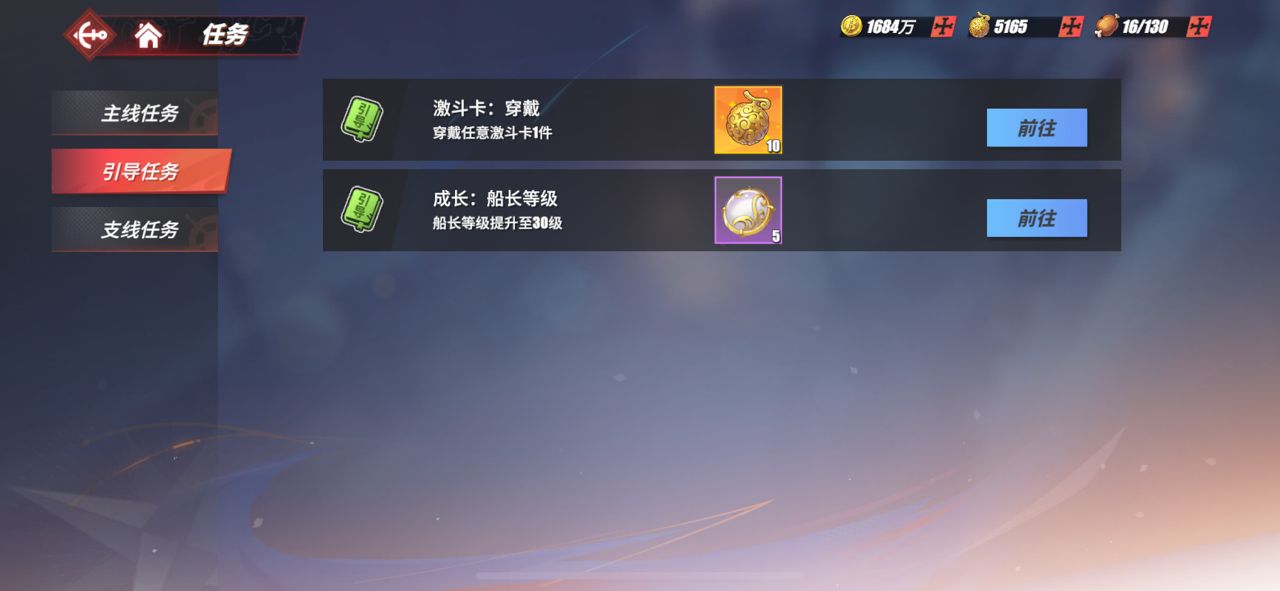 任务
1684万
5165
16/130
主线任务
引导任务
支线任务
引导
激斗卡：穿戴
穿戴任意激斗卡1件
10
前往
引导
成长：船长等级
船长等级提升至30级
5
前往